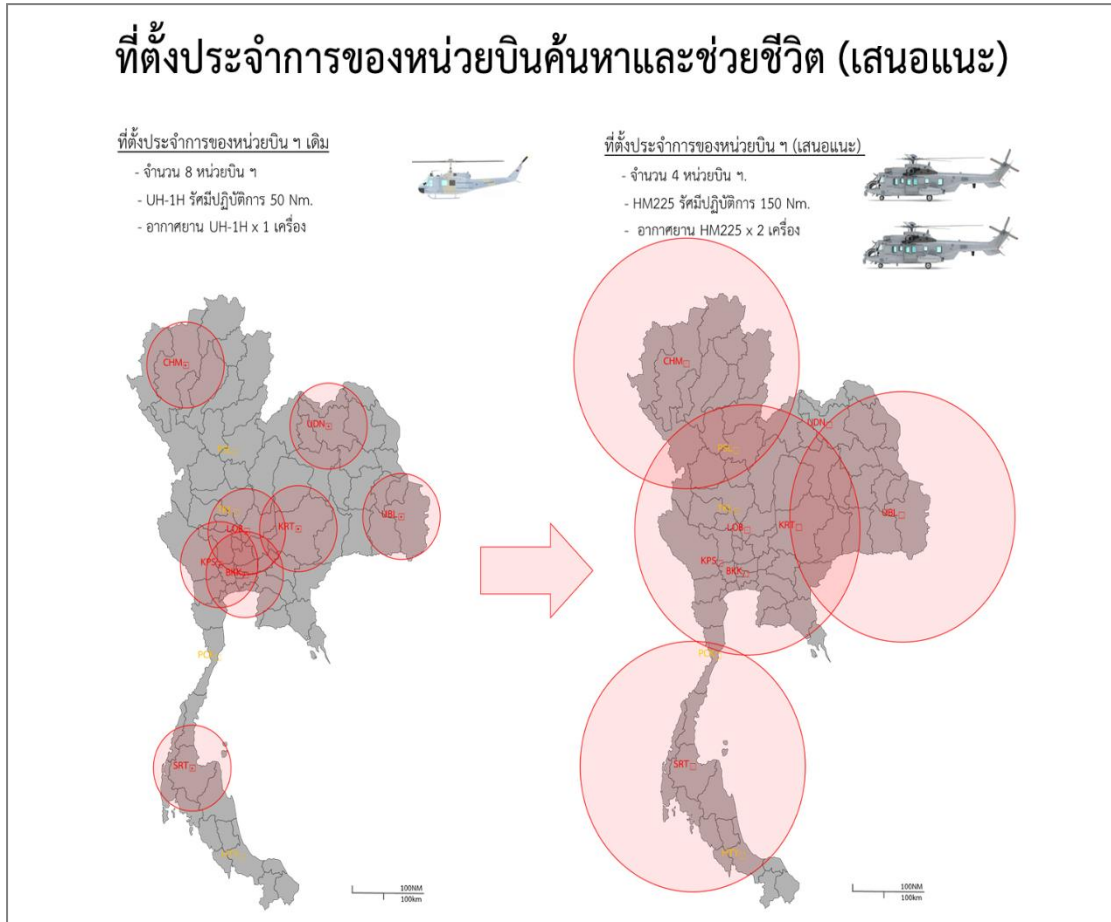 ที่ตั้งประจำการของหน่วยบินค้นหาและช่วยชีวิต (เสนอแนะ)
ที่ตั้งประจำการของหน่วยบิน ฯ เดิม
- จำนวน 8 หน่วยบิน ฯ
- UH-1H รัศมีปฏิบัติการ 50 Nm.
- อากาศยาน UH-1H x 1 เครื่อง
ที่ตั้งประจำการของหน่วยบิน ฯ (เสนอแนะ)
- จำนวน 4 หน่วยบิน ฯ.
- HM225 รัศมีปฏิบัติการ 150 Nm.
- อากาศยาน HM225 x 2 เครื่อง
CHM
UDN
UBL
LOB
KRT
KPS
BKK
SRT
100NM
100km
CHM
UDN
UBL
LOB
KRT
KPS
BKK
SRT
100NM
100km